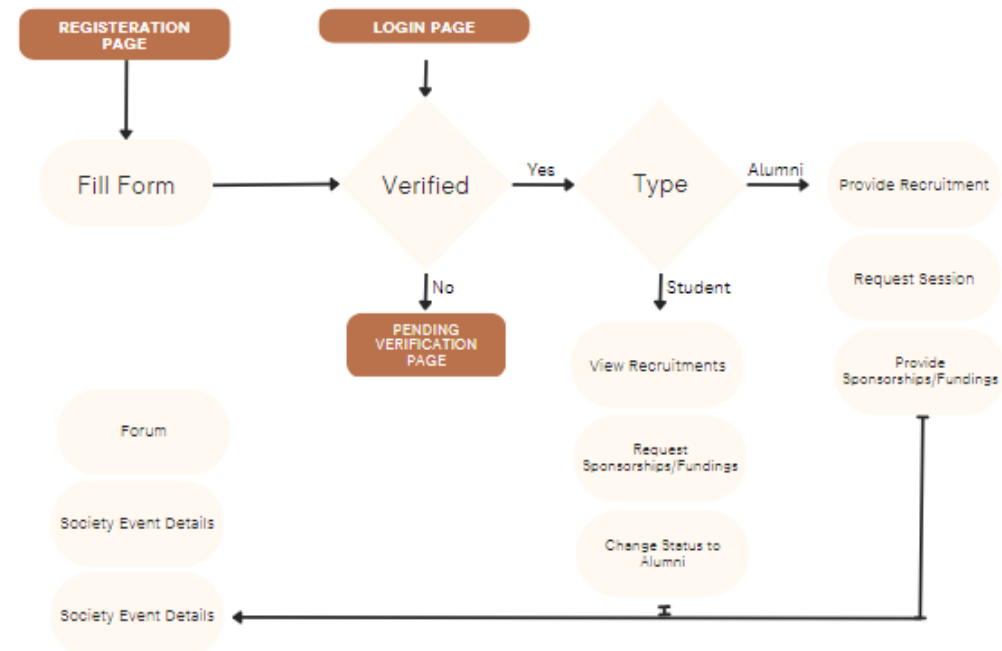 REGISTERATION
PAGE
LOGIN PAGE
Fill Form
Verified
Yes
Type
Alumni
Provide Recruitment
Request Session
Provide
Sponsorships/Fundings
No
PENDING
VERIFICATION
PAGE
Student
View Recruitments
Request
Sponsorships/Fundings
Change Status to
Alumni
Forum
Society Event Details
Society Event Details